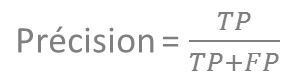 Précision = TP / TP+FP